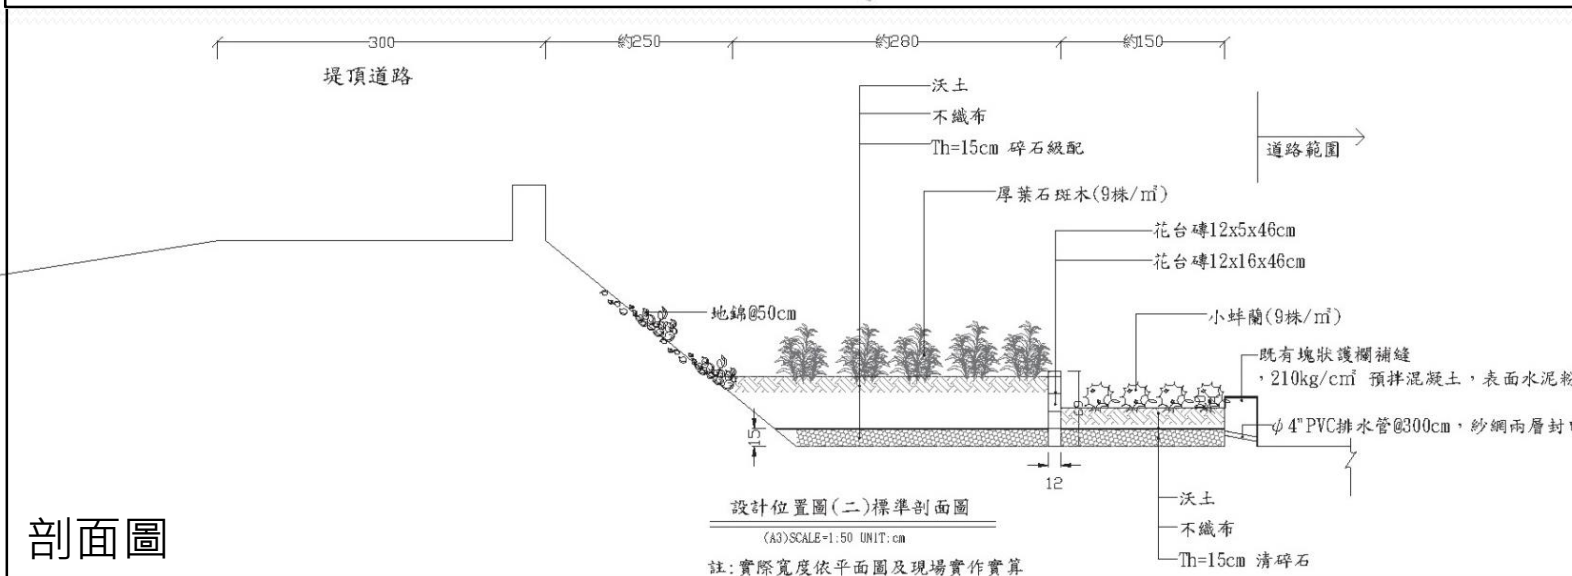 300
約250
約280
約150
堤頂道路
沃土
不織布
Th=15cm 碎石級配
道路範圍
厚葉石斑木(9株/㎡)
花台磚12x5x46cm
花台磚12x16x46cm
地錦@50cm
小蚌蘭(9株/㎡)
既有塊狀護欄補縫
，210kg/c㎡ 預拌混凝土，表面水泥粉
15
ψ4"PVC排水管@300cm，紗網兩層封
12
設計位置圖(二)標準剖面圖
(A3)SCALE=1:50 UNIT:cm
註:實際寬度依平面圖及現場實作實算
沃土
不織布
Th=15cm 清碎石
剖面圖